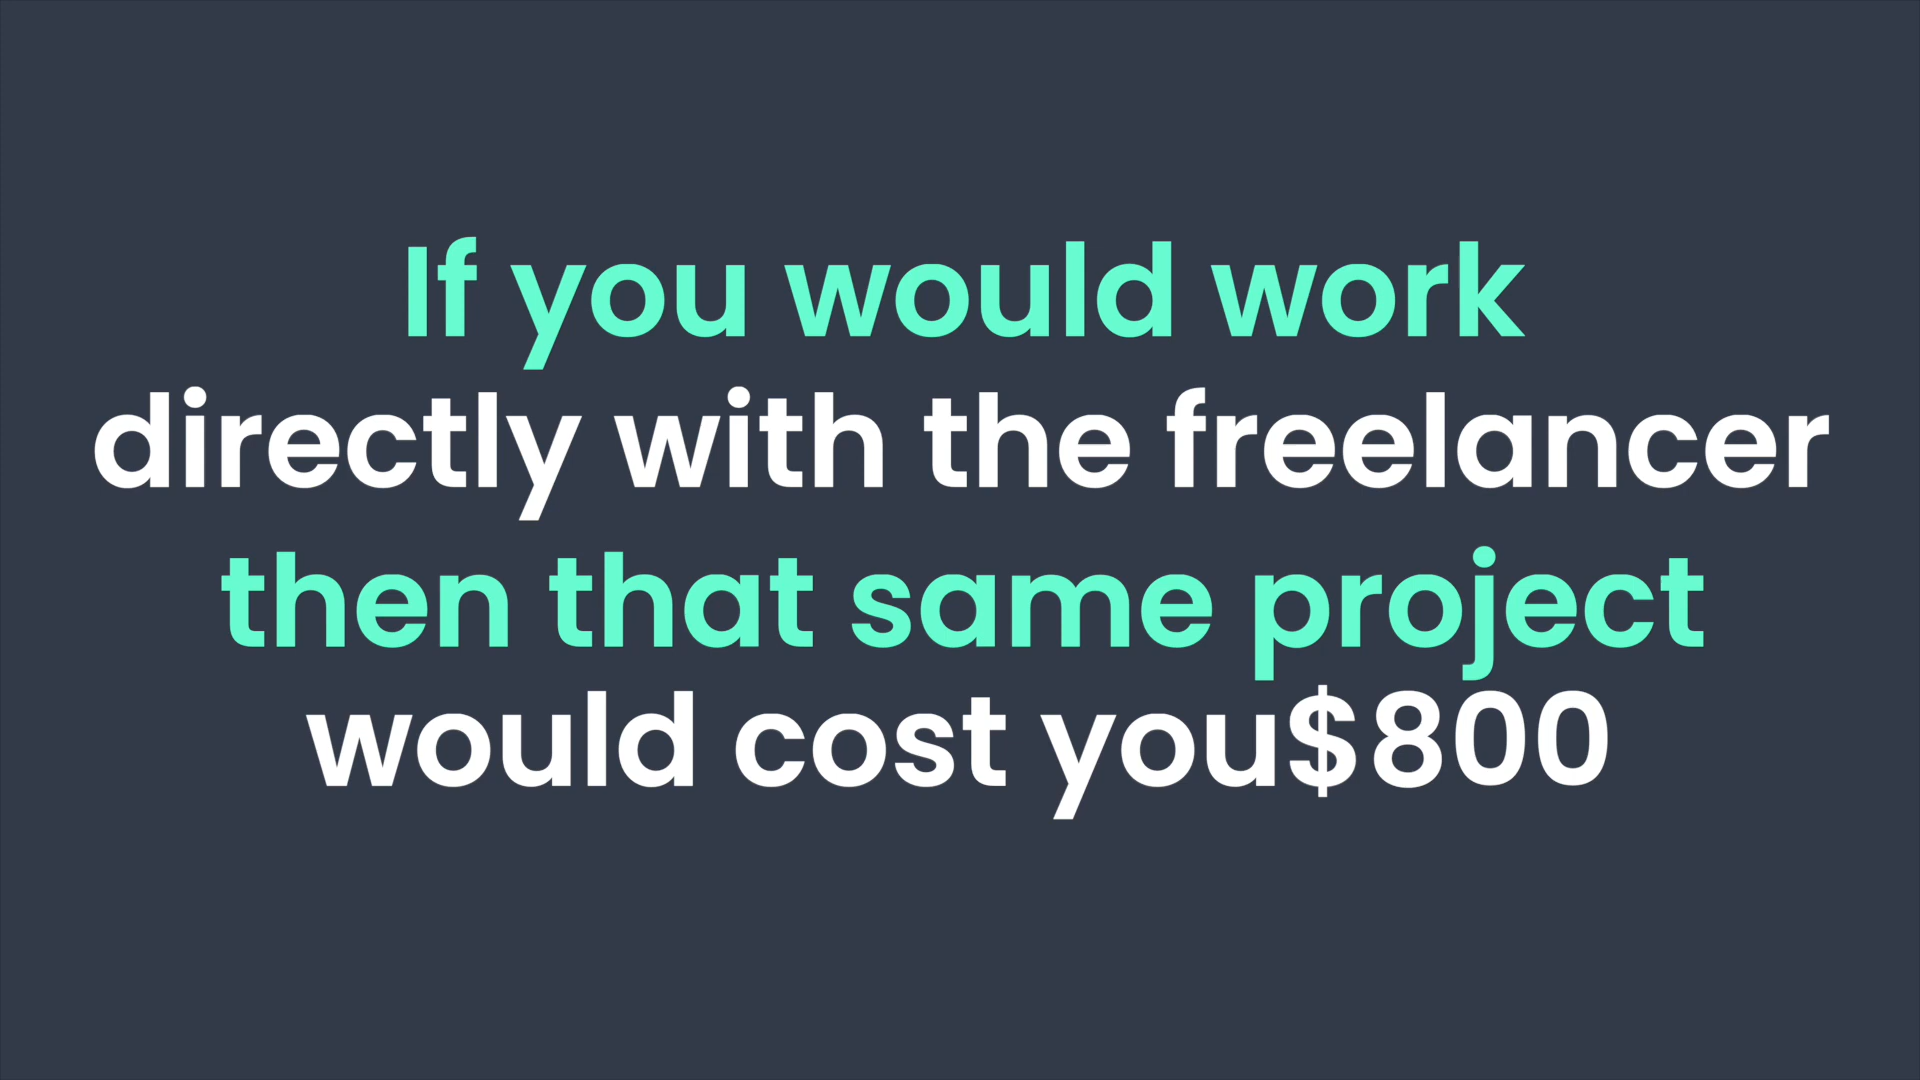 If you would work
directly with the freelancer
then that same project
would cost you$800